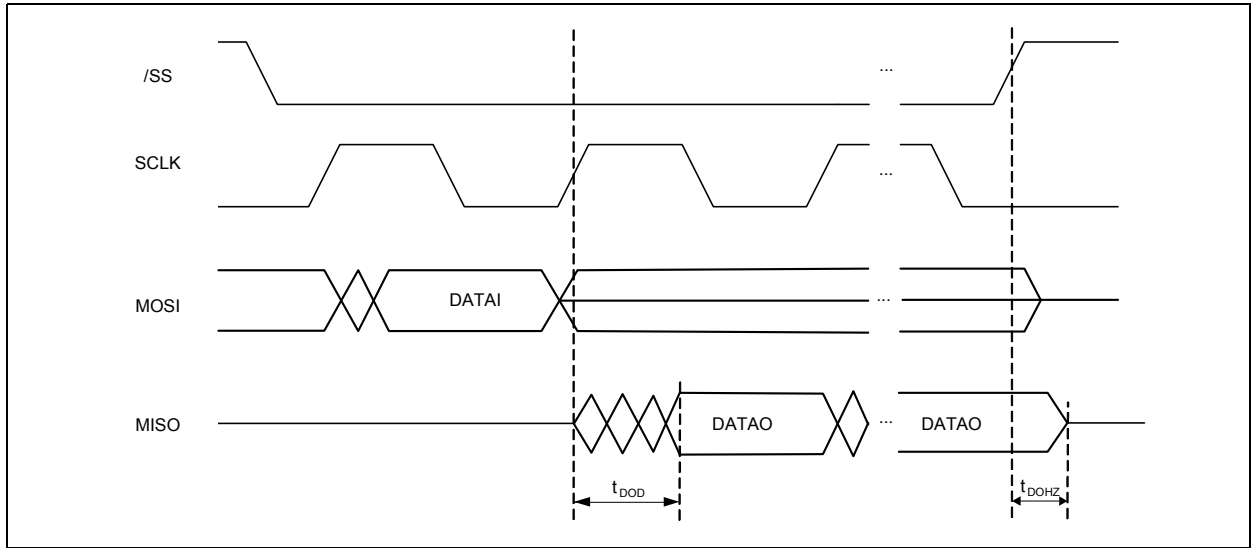 /SS
...
SCLK
...
MOSI
DATAI
...
MISO
DATAO
...
DATAO
tDOD
tDOHZ